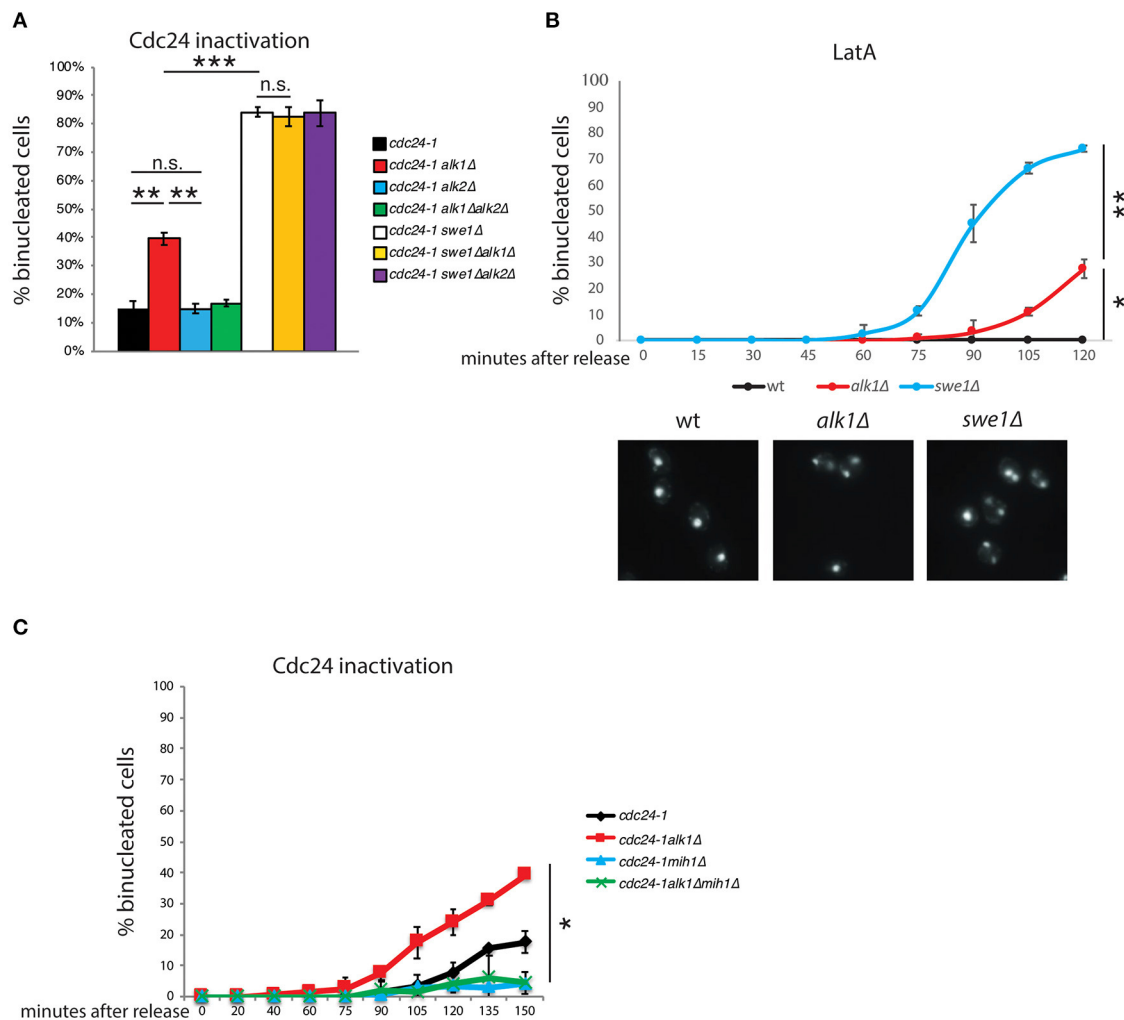 A
Cdc24 inactivation
% binucleated cells
100%
90%
80%
70%
60%
50%
40%
30%
20%
10%
0%
***
n.s.
n.s.
** **
cdc24-1
cdc24-1 alk1Δ
cdc24-1 alk2Δ
cdc24-1 alk1Δalk2Δ
cdc24-1 swe1Δ
cdc24-1 swe1Δalk1Δ
cdc24-1 swe1Δalk2Δ
B
LatA
% binucleated cells
100
90
80
70
60
50
40
30
20
10
0
**
*
minutes after release 0 15 30 45 60 75 90 105 120
wt alk1Δ swe1Δ
wt alk1Δ swe1Δ
C
Cdc24 inactivation
% binucleated cells
100
90
80
70
60
50
40
30
20
10
0
*
minutes after release 0 20 40 60 75 90 105 120 135 150
cdc24-1
cdc24-1alk1Δ
cdc24-1mih1Δ
cdc24-1alk1Δmih1Δ